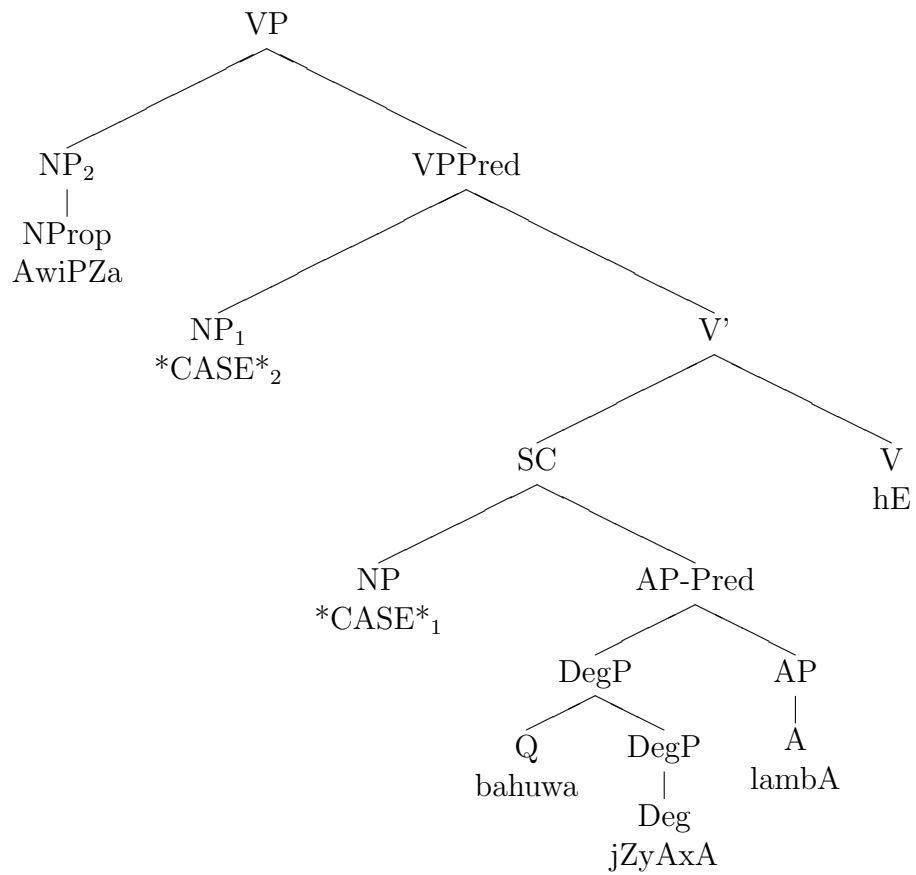 VP
NP₂ VPPred
NProp
AwiPZa
NP₁ V'
*CASE*₂
SC V
hE
NP AP-Pred
*CASE*₁
DegP AP
Q DegP A
bahuwa lambA
Deg
jZyAxA